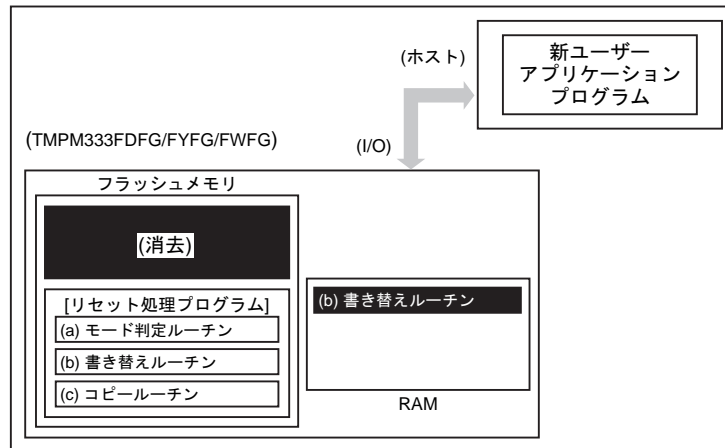 (ホスト)
新ユーザー
アプリケーション
プログラム
(TMPM333FDFG/FYFG/FWFG)
(I/O)
フラッシュメモリ
(消去)
[リセット処理プログラム]
(a) モード判定ルーチン
(b) 書き替えルーチン
(c) コピールーチン
(b) 書き替えルーチン
RAM